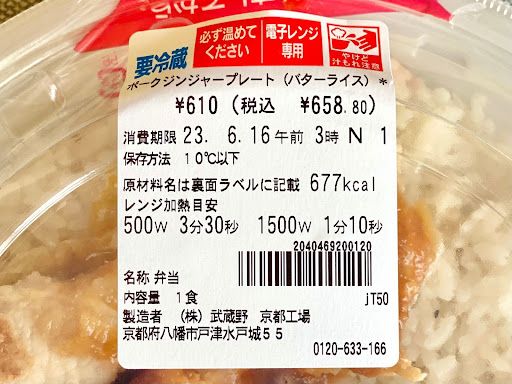 必ず温めて
ください
電子レンジ
専用
要冷蔵
やけど
汁もれ注意
ポークジンジャープレート（バターライス）*
¥610（税込 ¥658.80）
消費期限 23. 6.16午前 3時 N 1
保存方法 10℃以下
原材料名は裏面ラベルに記載 677kcal
レンジ加熱目安
500W 3分30秒 1500W 1分10秒
2040469200120
名称 弁当
内容量 1食
JT50
製造者 （株）武蔵野 京都工場
京都府八幡市戸津水戸城55
0120-633-166